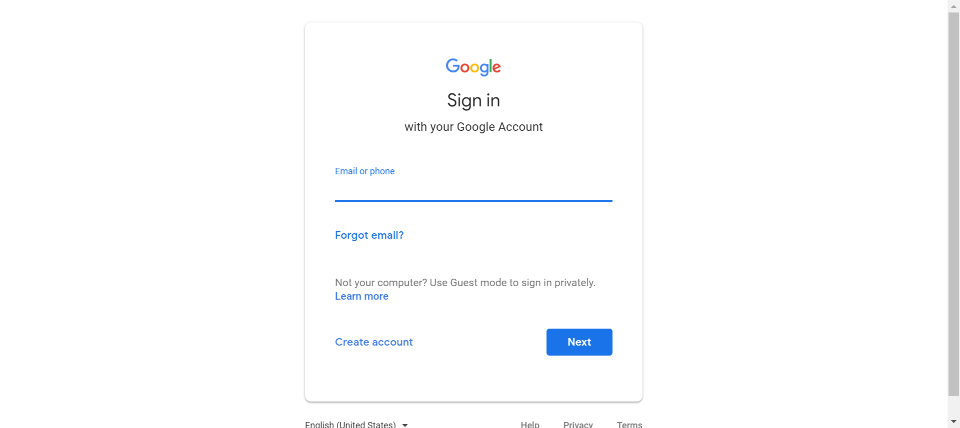 Google
Sign in
with your Google Account
Email or phone
Forgot email?
Not your computer? Use Guest mode to sign in privately.
Learn more
Create account
Next
English (United States)
Help
Privacy
Terms